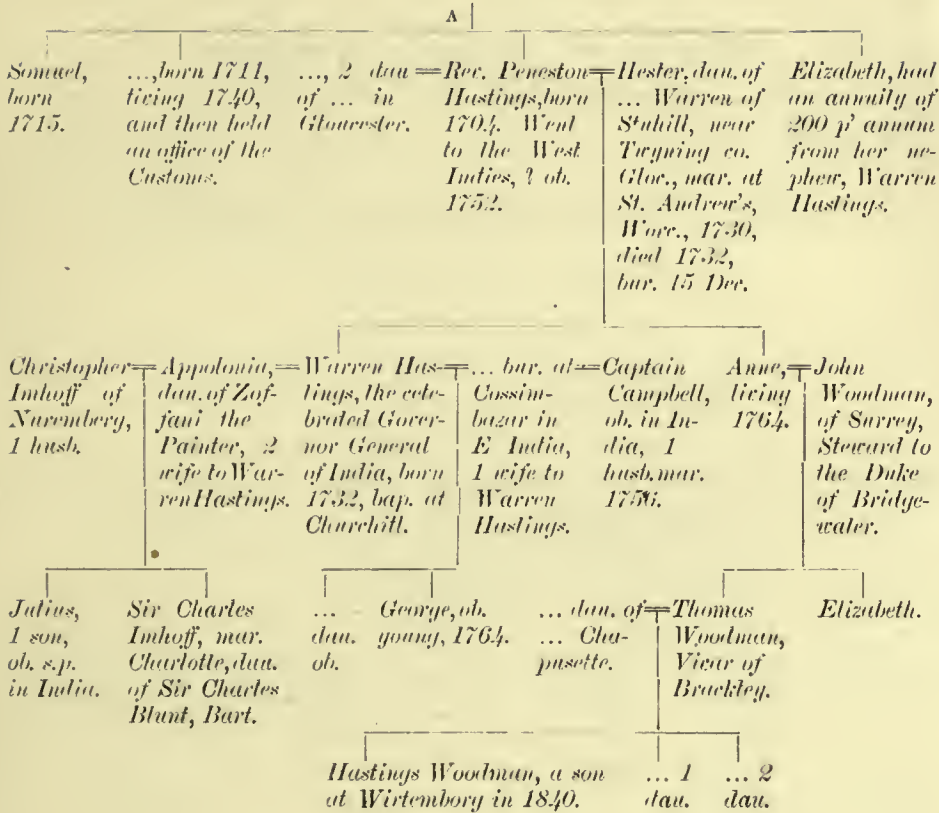 A
Samuel,
born
1715.
..., born 1711,
living 1740,
and then held
an office of the
Customs.
..., 2 dau
of ... in
Gloucester.
Rev. Peneston
Hastings, born
1704. Went
to the West
Indies, ? ob.
1752.
Hester, dau. of
... Warren of
Stuhill, near
Twyning co.
Gloc., mar. at
St. Andrew's,
Worc., 1730,
died 1732,
bur. 15 Dec.
Elizabeth, had
an annuity of
200 p' annum
from her ne-
phew, Warren
Hastings.
Christopher
Imhoff of
Nuremberg,
1 husb.
Appolonia,
dau. of Zof-
fani the
Painter, 2
wife to War-
ren Hastings.
Warren Has-
tings, the cele-
brated Gover-
nor General
of India, born
1732, bap. at
Churchill.
... bur. at
Cossim-
bazar in
E India,
1 wife to
Warren
Hastings.
Captain
Campbell,
ob. in In-
dia, 1
husb. mar.
1756.
Anne,
living
1764.
John
Woodman,
of Surrey,
Steward to
the Duke
of Bridge-
water.
Julius,
1 son,
ob. s.p.
in India.
Sir Charles
Imhoff, mar.
Charlotte, dau.
of Sir Charles
Blunt, Bart.
...
dau.
ob.
George, ob.
young, 1764.
... dau. of
... Cha-
pusette.
Thomas
Woodman,
Vicar of
Brackley.
Elizabeth.
Hastings Woodman, a son
at Wirtemborg in 1840.
... 1
dau.
... 2
dau.